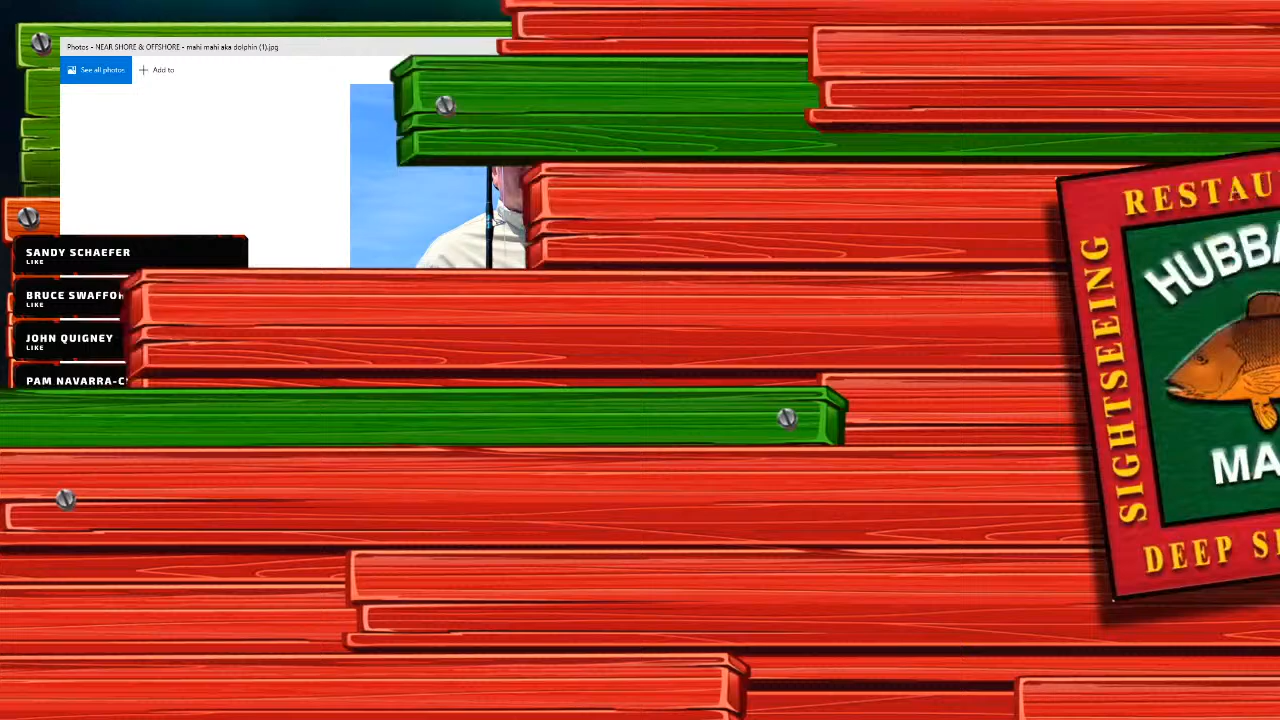 Photos - NEAR SHORE & OFFSHORE - mahi mahi aka dolphin (1).jpg
See all photos
Add to
SANDY SCHAEFER
LIKE
BRUCE SWAFFO
LIKE
JOHN QUIGNEY
LIKE
PAM NAVARRA-C
RESTAU
SIGHTSEEING
HUBBA
MA
DEEP S